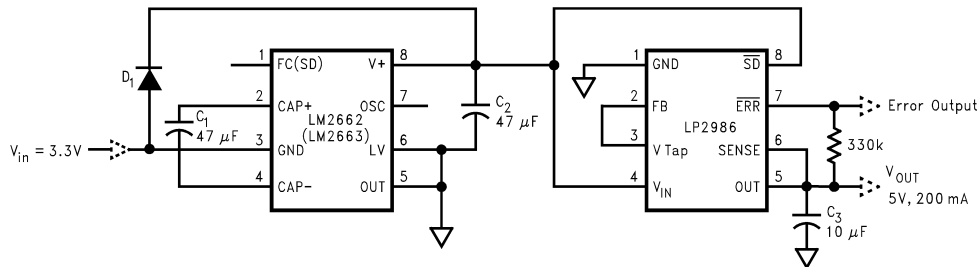 D1
Vin = 3.3V
C1
47 μF
1
2
3
4
FC(SD)
CAP+
GND
CAP-
LM2662
(LM2663)
V+
OSC
LV
OUT
8
7
6
5
C2
47 μF
1
2
3
4
GND
FB
V Tap
VIN
LP2986
SD
ERR
SENSE
OUT
8
7
6
5
Error Output
330k
VOUT
5V, 200 mA
C3
10 μF